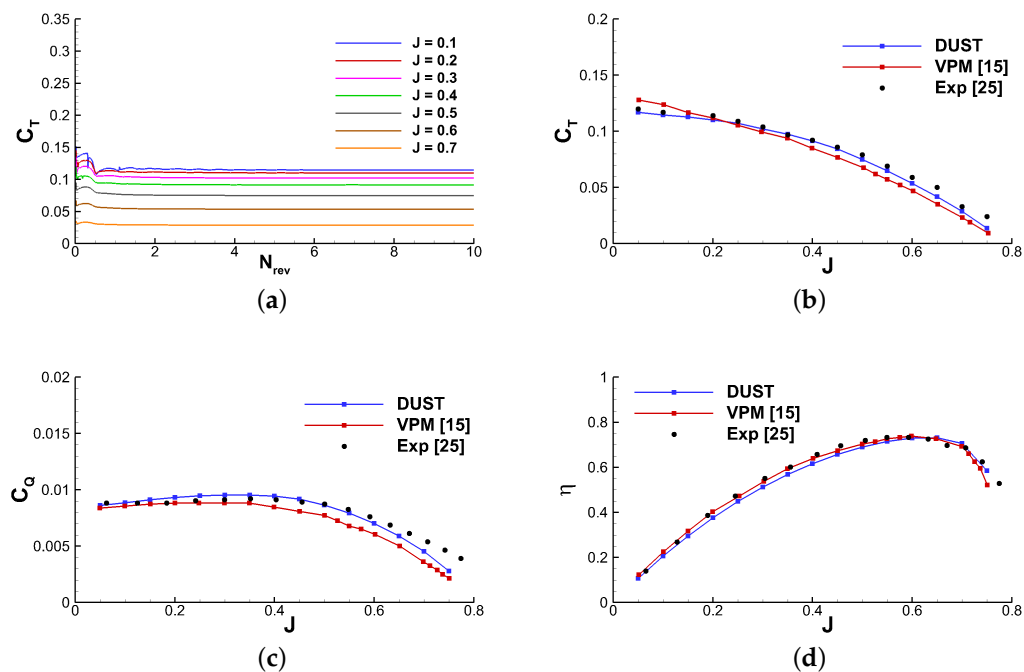 0.35
0.3
0.25
0.2
0.15
0.1
0.05
0
C_T
J = 0.1
J = 0.2
J = 0.3
J = 0.4
J = 0.5
J = 0.6
J = 0.7
0 2 4 6 8 10
N_rev
(a)
0.2
0.15
0.1
0.05
0
C_T
DUST
VPM [15]
Exp [25]
0 0.2 0.4 0.6 0.8
J
(b)
0.02
0.015
0.01
0.005
0
C_Q
DUST
VPM [15]
Exp [25]
0 0.2 0.4 0.6 0.8
J
(c)
1
0.8
0.6
0.4
0.2
0
η
DUST
VPM [15]
Exp [25]
0 0.2 0.4 0.6 0.8
J
(d)